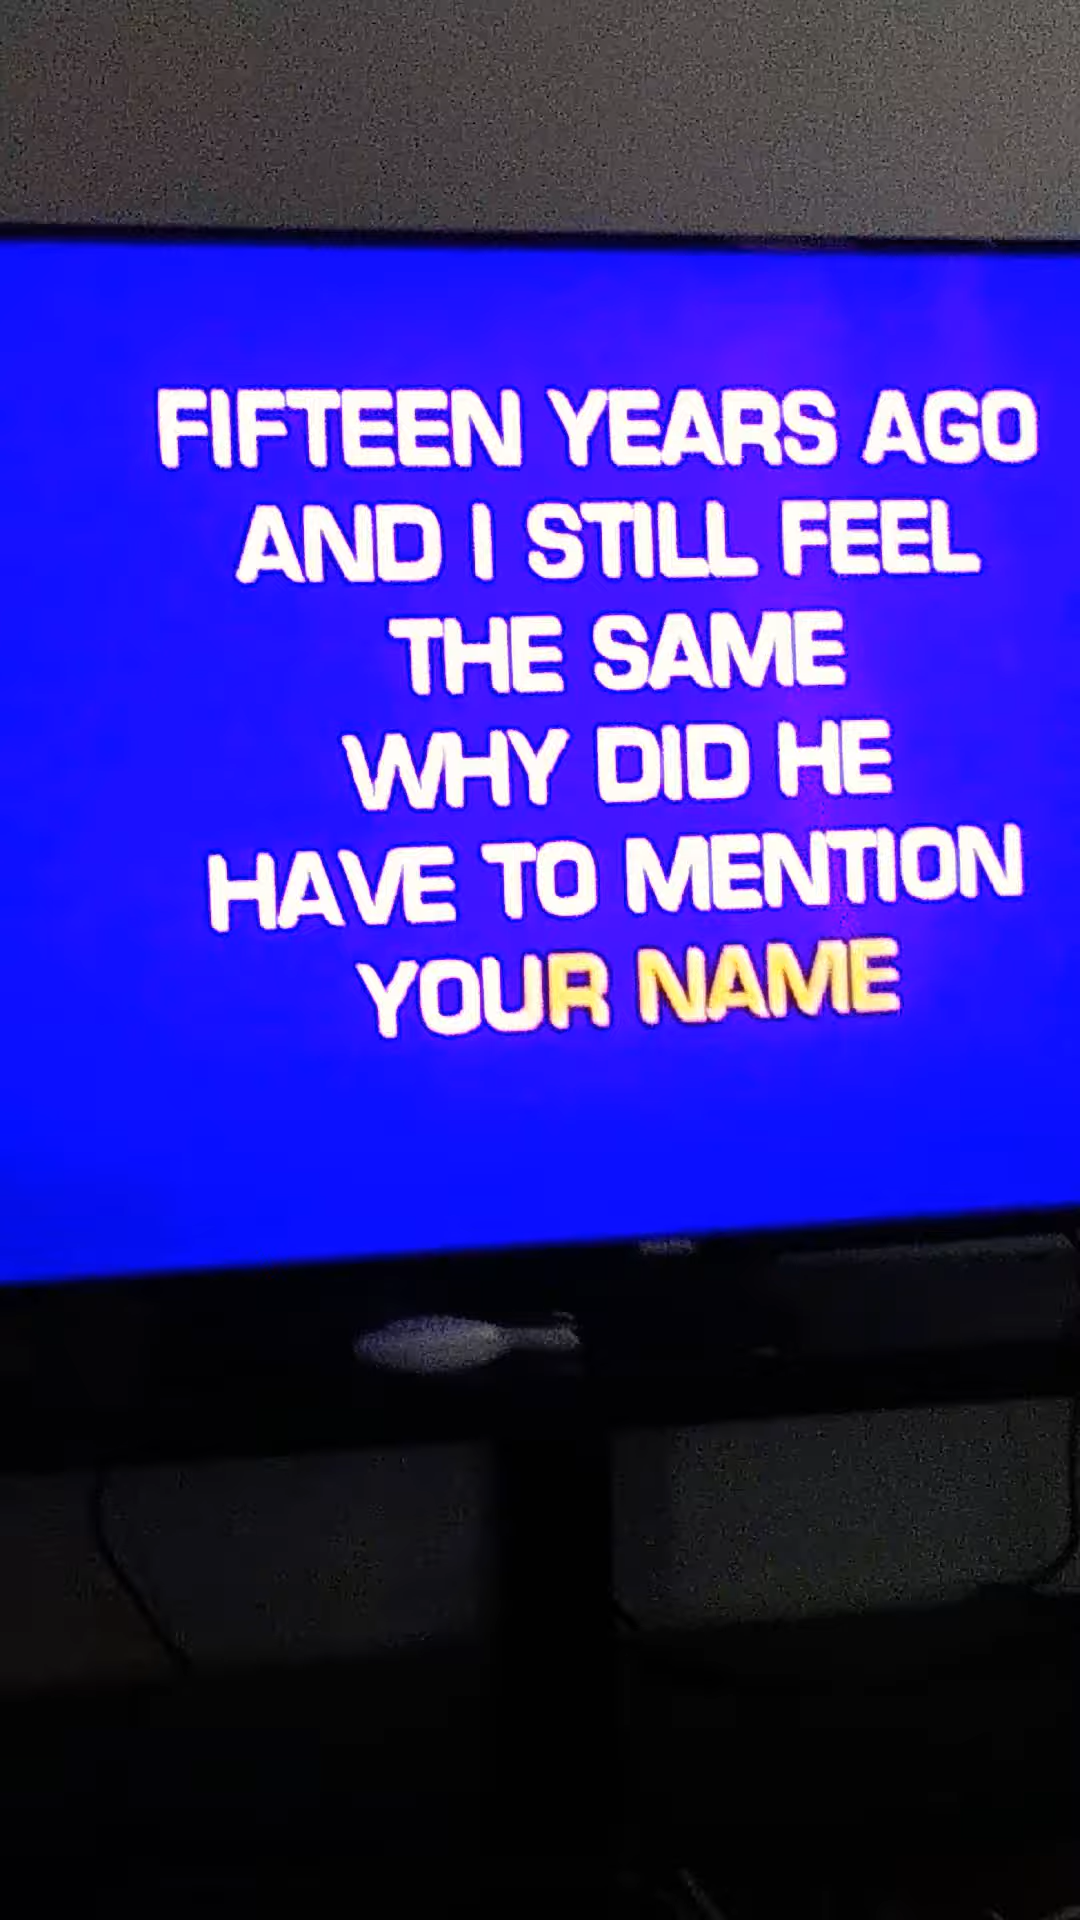 FIFTEEN YEARS AGO
AND I STILL FEEL
THE SAME
WHY DID HE
HAVE TO MENTION
YOUR NAME